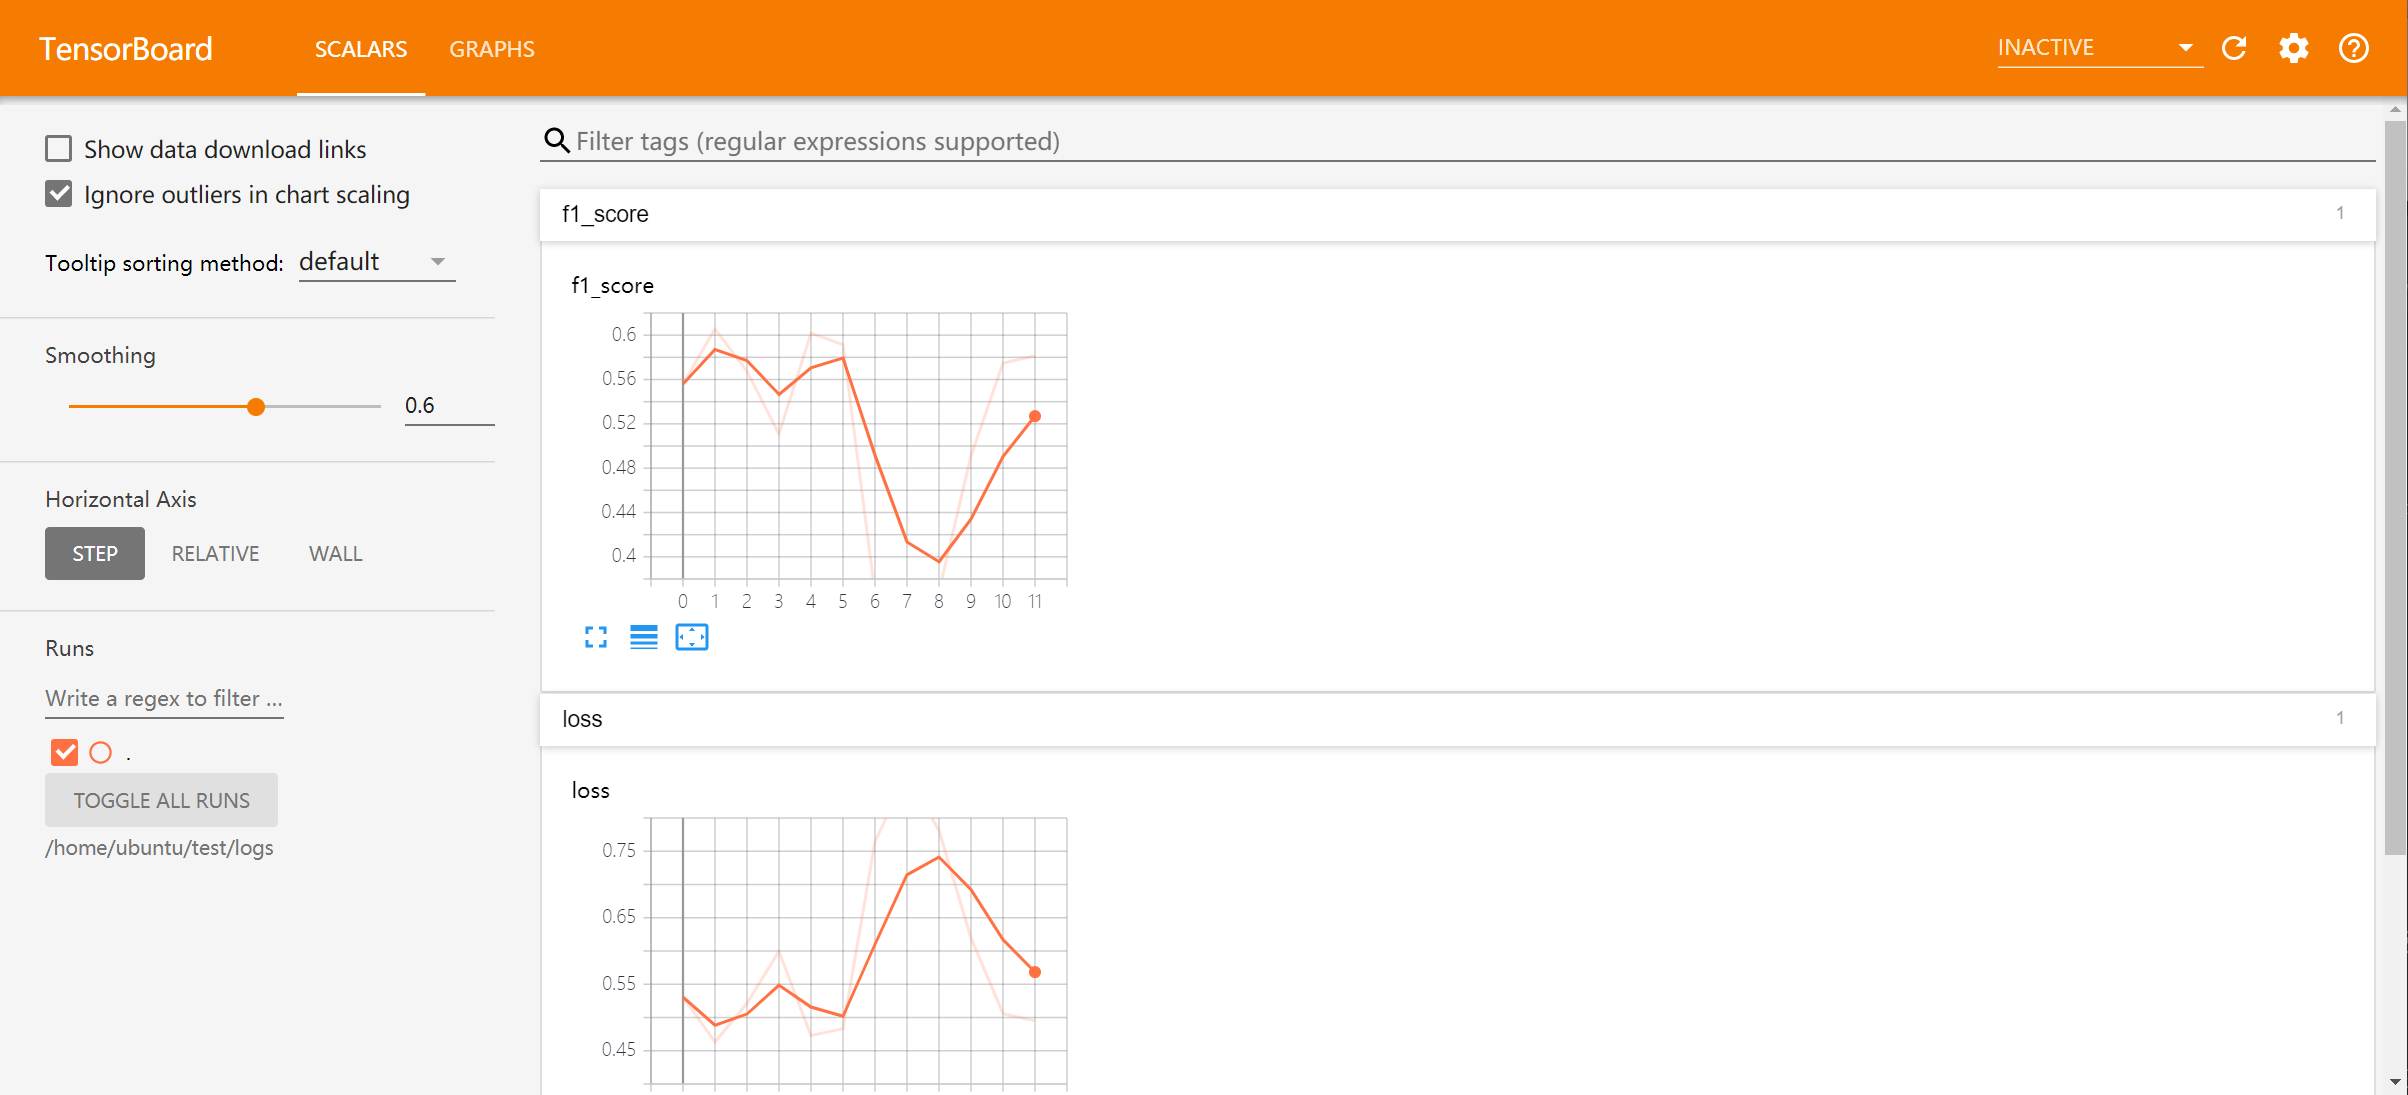 TensorBoard
SCALARS
GRAPHS
INACTIVE
Show data download links
Ignore outliers in chart scaling
Tooltip sorting method: default
Smoothing
0.6
Horizontal Axis
STEP
RELATIVE
WALL
Runs
Write a regex to filter ...
.
TOGGLE ALL RUNS
/home/ubuntu/test/logs
Filter tags (regular expressions supported)
f1_score 1
f1_score
0.6
0.56
0.52
0.48
0.44
0.4
0 1 2 3 4 5 6 7 8 9 10 11
loss 1
loss
0.75
0.65
0.55
0.45